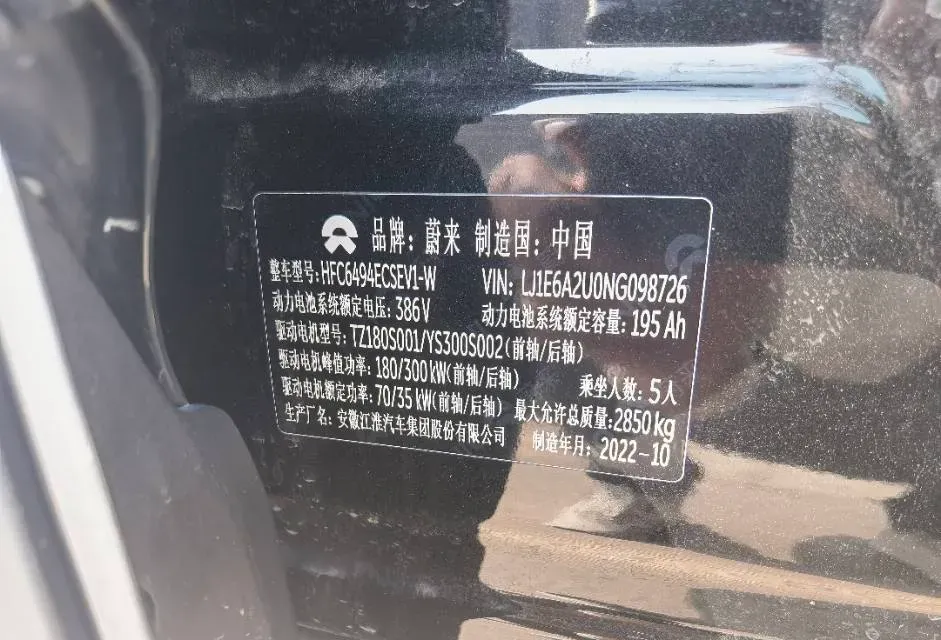 品牌：蔚来 制造国：中国
整车型号：HFC6494ECSEV1-W VIN：LJ1E6A2U0NG098726
动力电池系统额定电压：386V 动力电池系统额定容量：195 Ah
驱动电机型号：TZ180S001/YS300S002(前轴/后轴)
驱动电机峰值功率：180/300kW(前轴/后轴) 乘坐人数：5人
驱动电机额定功率：70/35kW(前轴/后轴) 最大允许总质量：2850kg
生产厂名：安徽江淮汽车集团股份有限公司 制造年月：2022-10